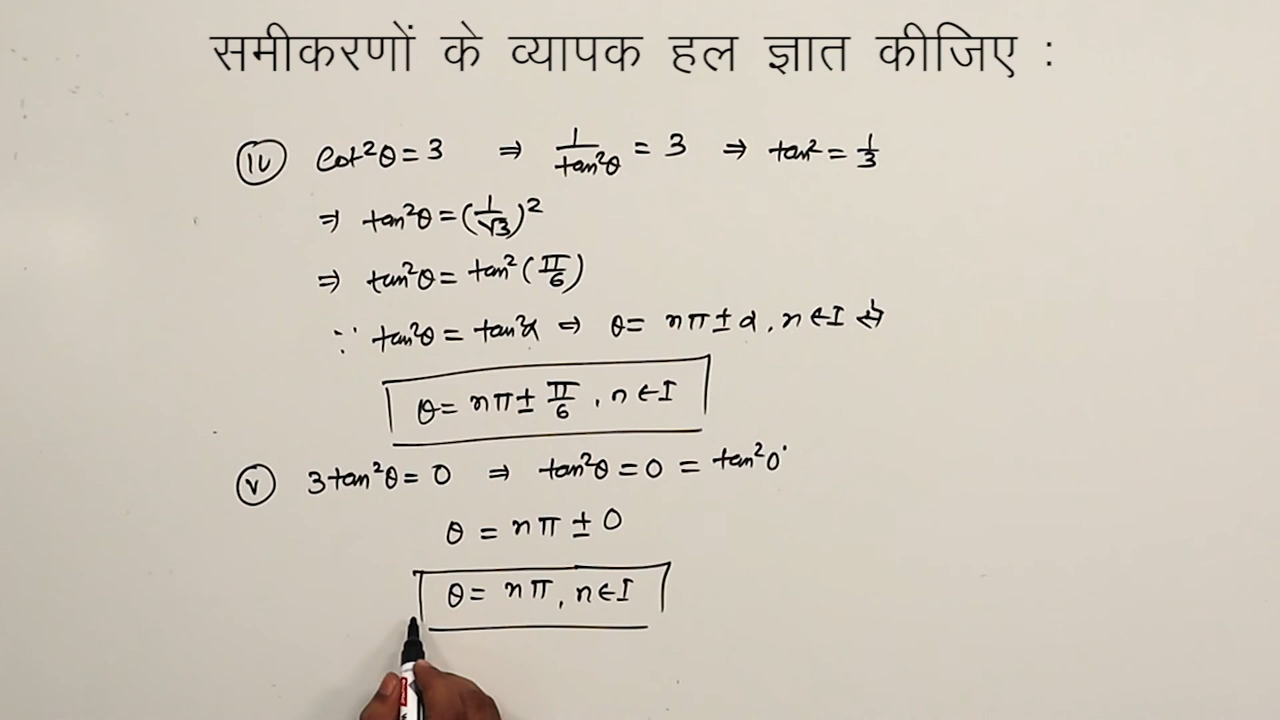 समीकरणों के व्यापक हल ज्ञात कीजिए :
(iv) cot²θ = 3 ⇒ 1/tan²θ = 3 ⇒ tan² = 1/3
⇒ tan²θ = (1/√3)²
⇒ tan²θ = tan²(π/6)
∵ tan²θ = tan²α ⇒ θ = nπ ± α, n∈I
θ = nπ ± π/6, n∈I
(v) 3tan²θ = 0 ⇒ tan²θ = 0 = tan²0°
θ = nπ ± 0
θ = nπ, n∈I